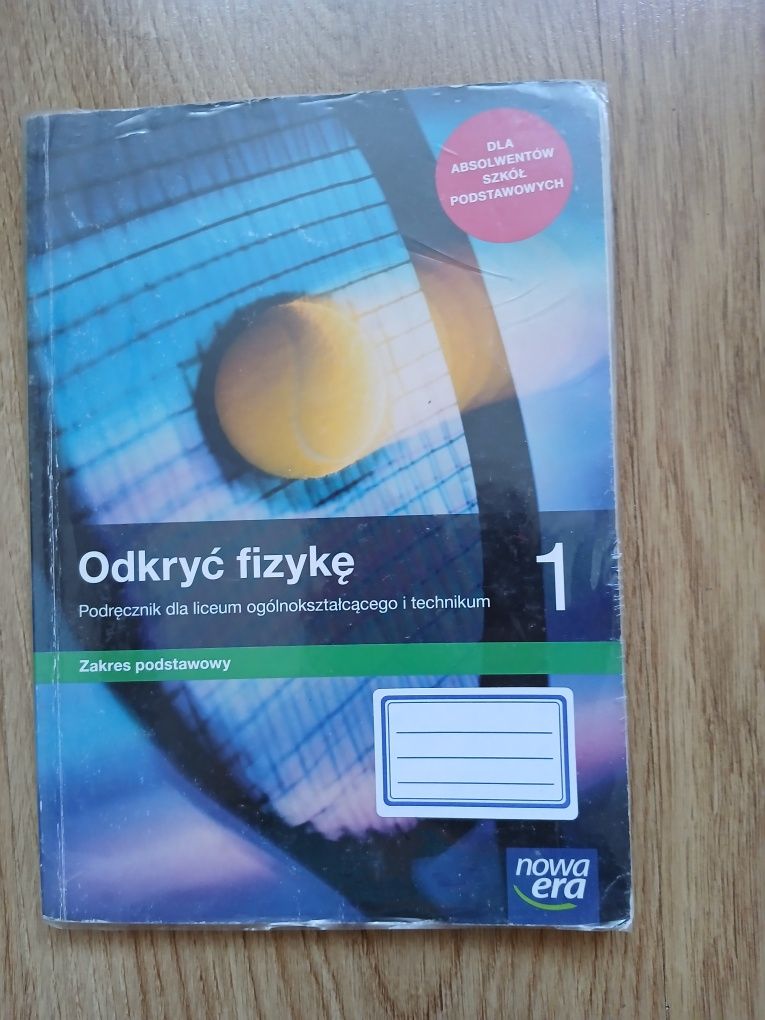 DLA
ABSOLWENTÓW
SZKÓŁ
PODSTAWOWYCH
Odkryć fizykę
1
Podręcznik dla liceum ogólnokształcącego i technikum
Zakres podstawowy
nowa
era